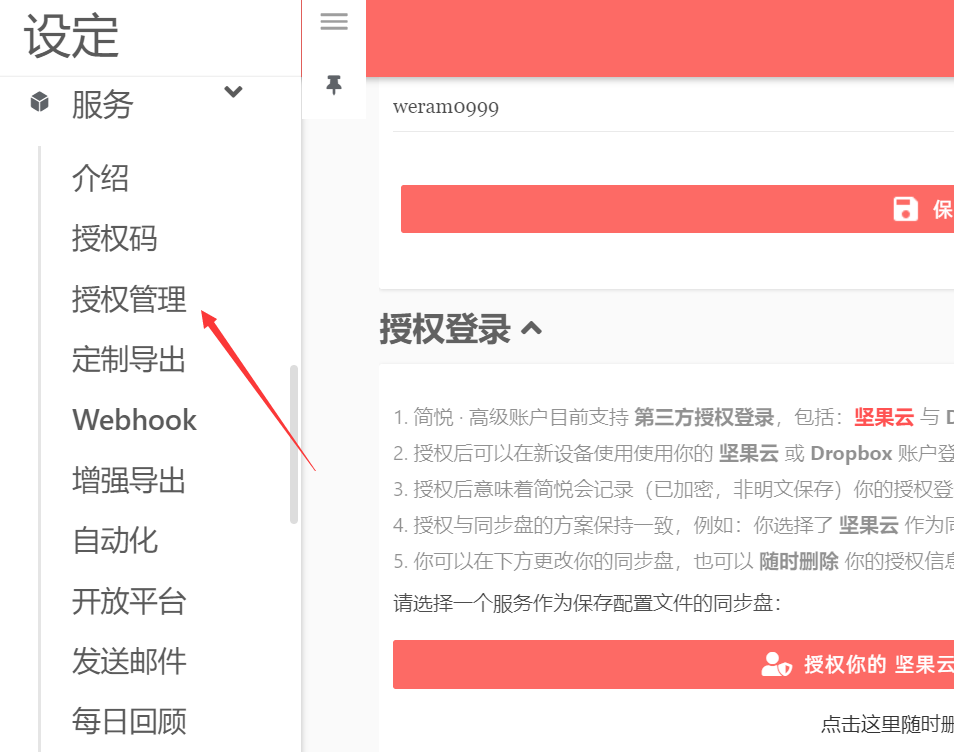 设定
服务
介绍
授权码
授权管理
定制导出
Webhook
增强导出
自动化
开放平台
发送邮件
每日回顾
weram0999
保
授权登录
1. 简悦 · 高级账户目前支持 第三方授权登录，包括：坚果云 与 D
2. 授权后可以在新设备使用使用你的 坚果云 或 Dropbox 账户登
3. 授权后意味着简悦会记录（已加密，非明文保存）你的授权登
4. 授权与同步盘的方案保持一致，例如：你选择了 坚果云 作为同
5. 你可以在下方更改你的同步盘，也可以 随时删除 你的授权信息
请选择一个服务作为保存配置文件的同步盘：
授权你的 坚果云
点击这里随时删